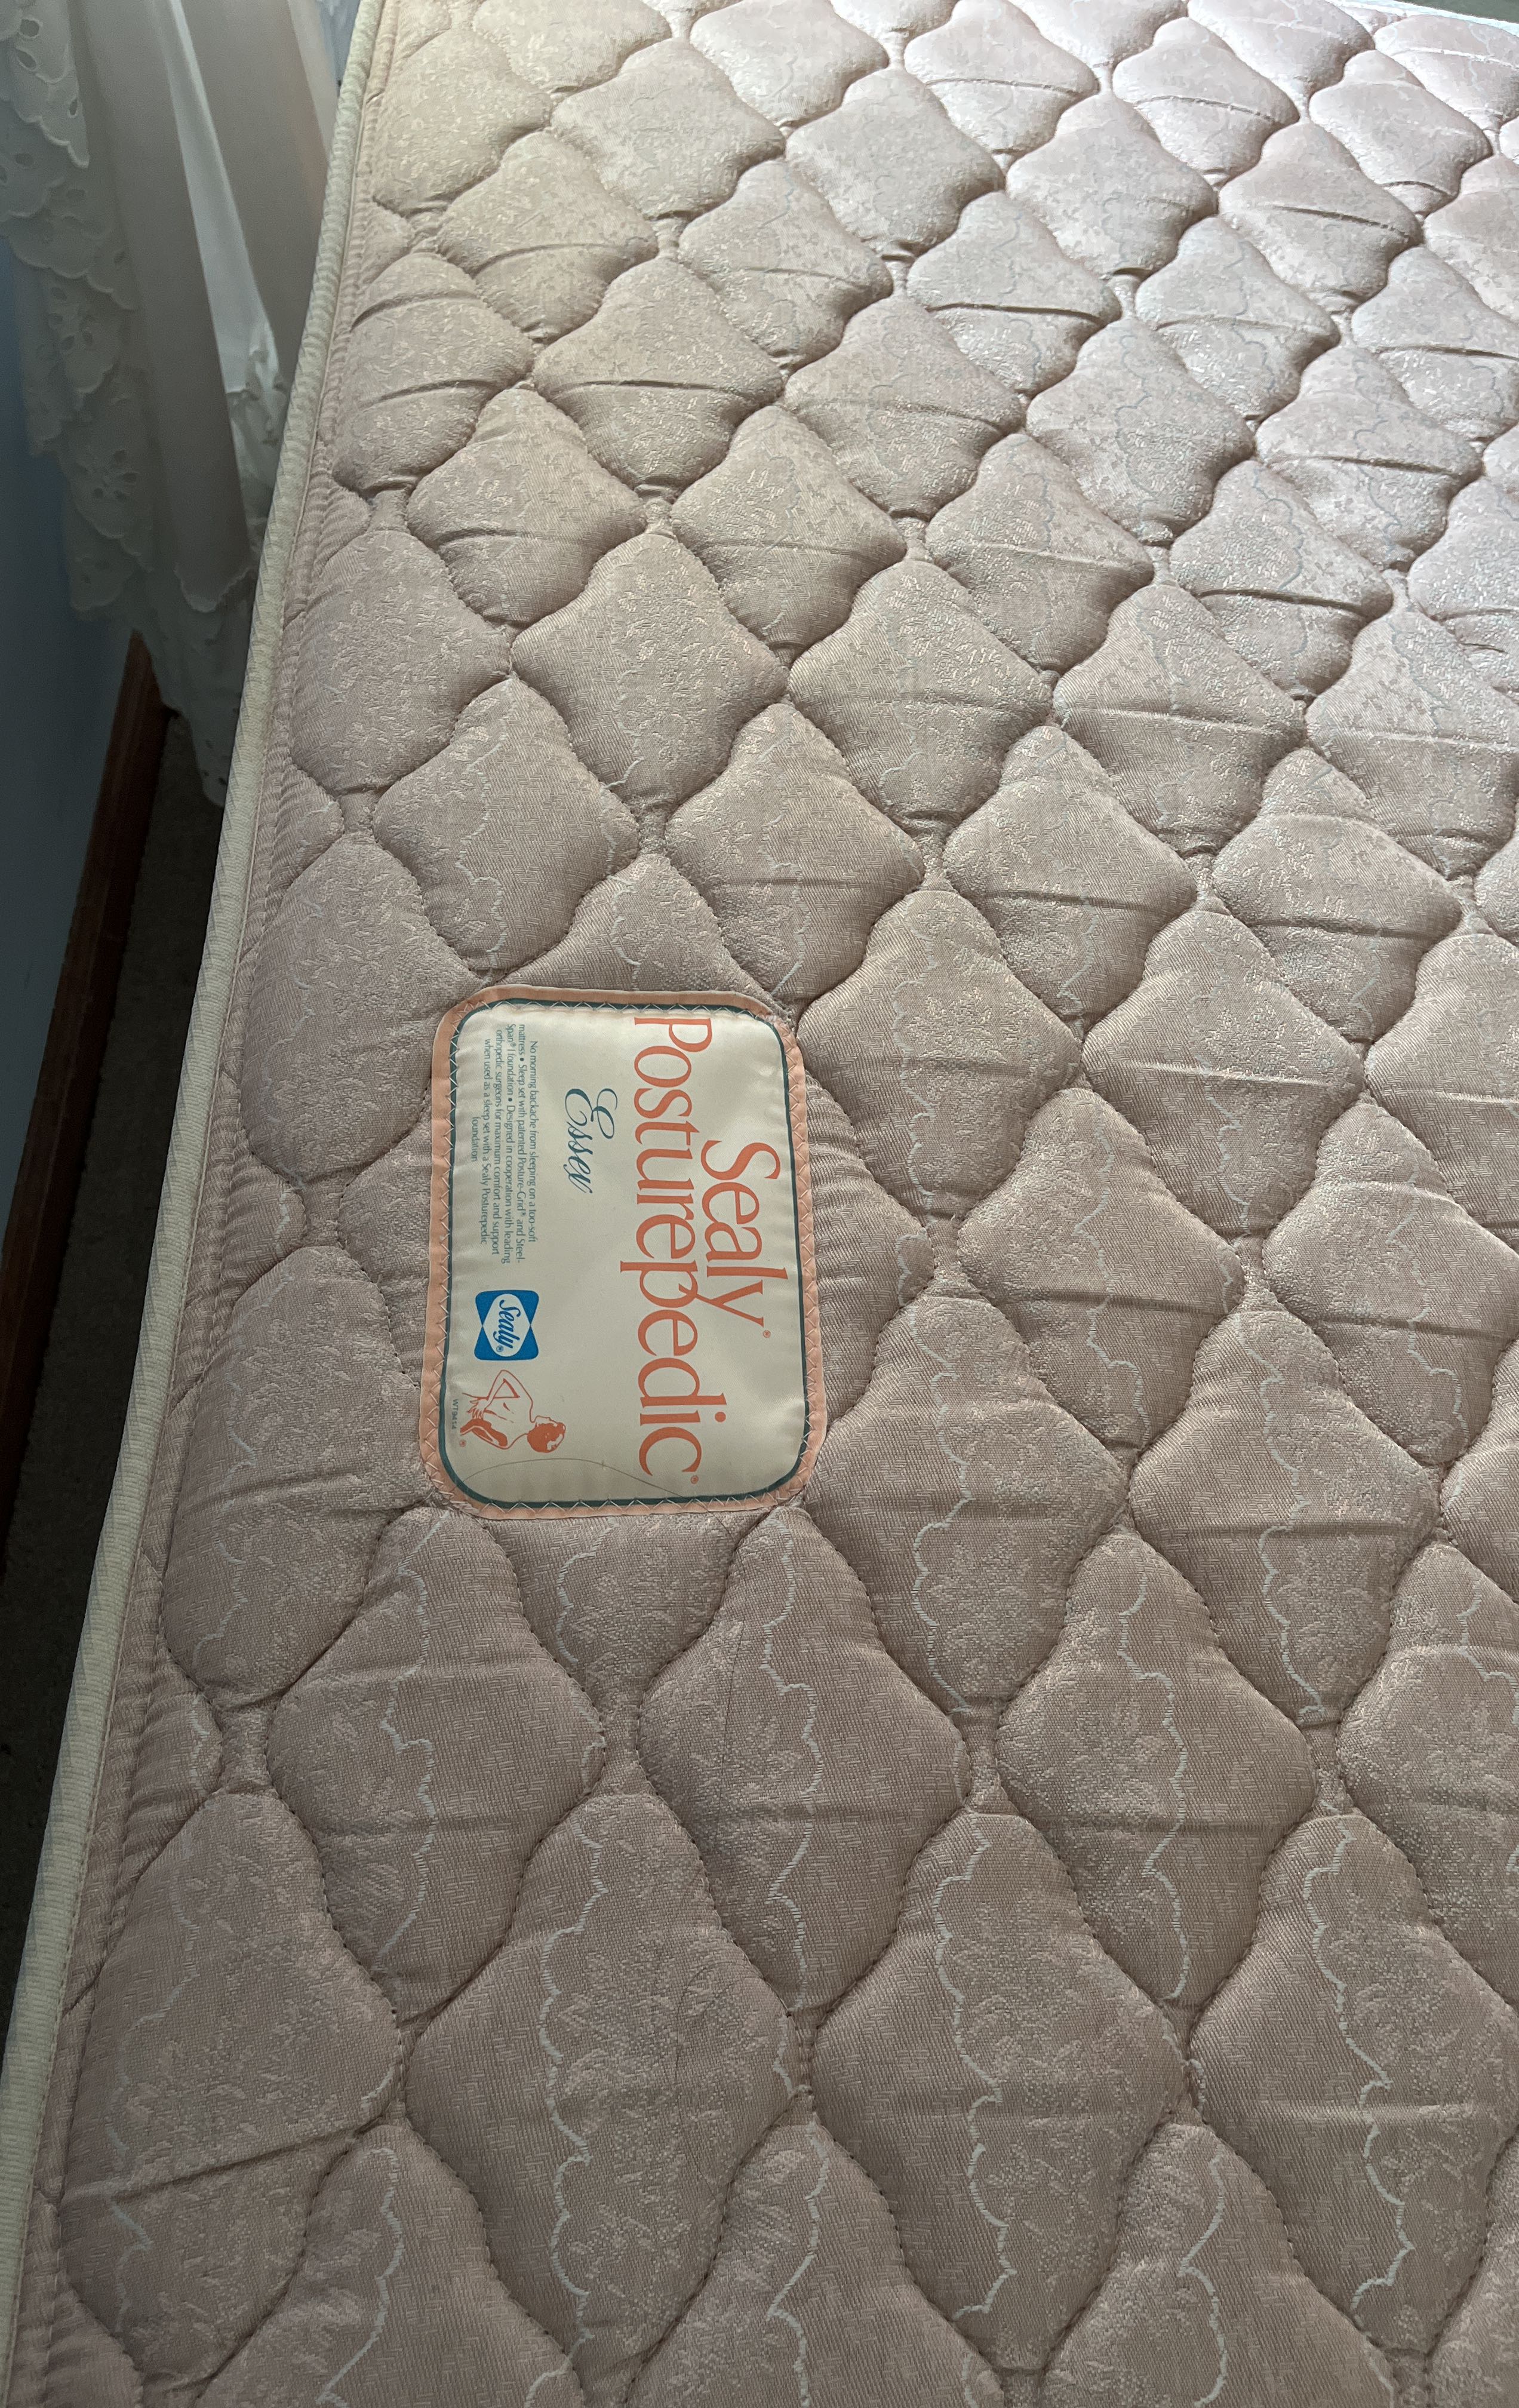 Sealy®
Posturepedic®
Essex
No morning backache from sleeping on a too-soft
mattress • Sleep set with patented Posture-Grid® and Steel-
Span® foundation • Designed in cooperation with leading
orthopedic surgeons for maximum comfort and support
when used as a sleep set with a Sealy Posturepedic
foundation
Sealy®
®